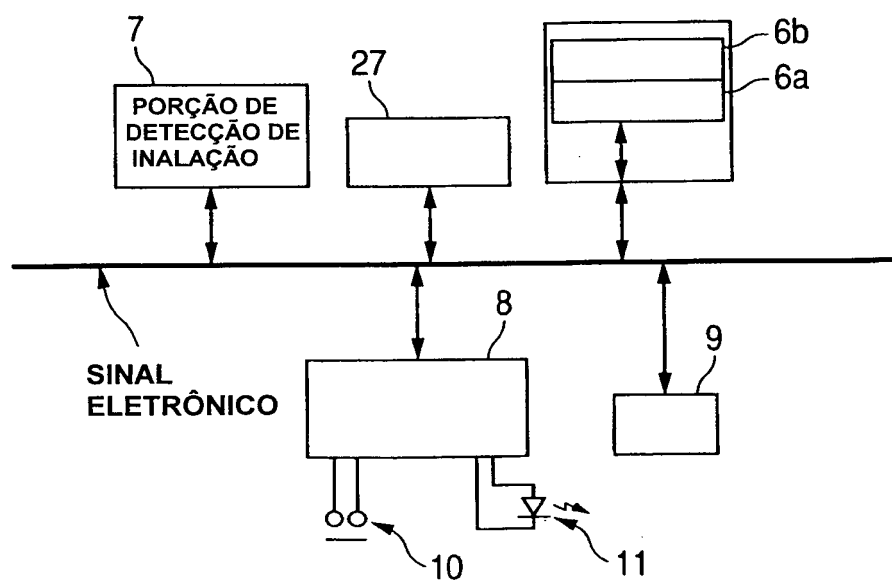 7
PORÇÃO DE
DETECÇÃO DE
INALAÇÃO
27
6b
6a
SINAL
ELETRÔNICO
8
9
10
11